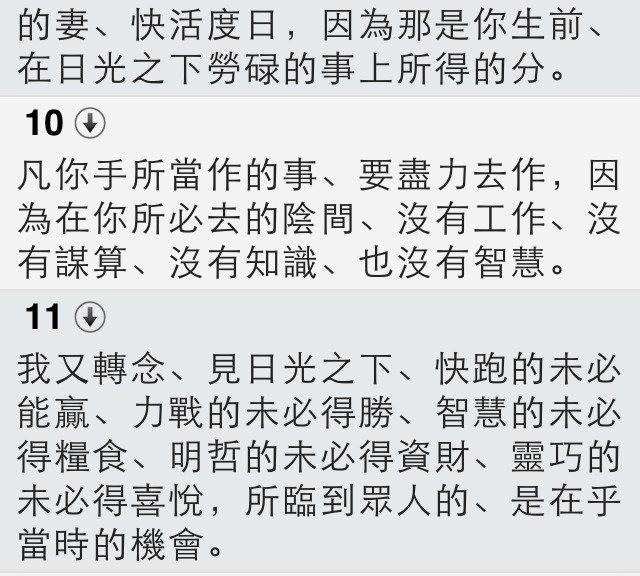 的妻、快活度日，因為那是你生前、
在日光之下勞碌的事上所得的分。
10
凡你手所當作的事、要盡力去作，因
為在你所必去的陰間、沒有工作、沒
有謀算、沒有知識、也沒有智慧。
11
我又轉念、見日光之下、快跑的未必
能贏、力戰的未必得勝、智慧的未必
得糧食、明哲的未必得資財、靈巧的
未必得喜悅，所臨到眾人的、是在乎
當時的機會。